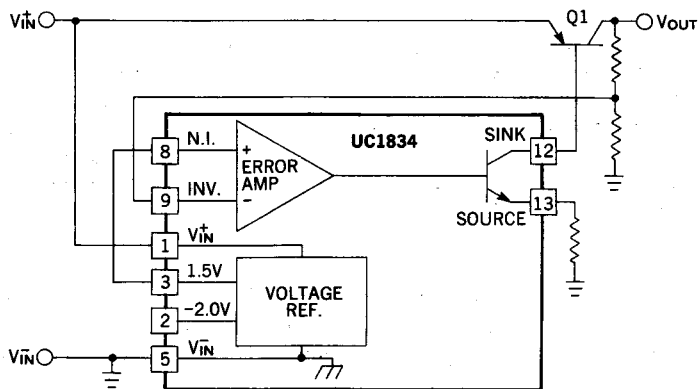 V+IN
Q1
VOUT
UC1834
8
N.I.
+
ERROR
AMP
SINK
12
9
INV.
−
SOURCE
13
1
V+IN
3
1.5V
VOLTAGE
REF.
2
−2.0V
V−IN
5
V−IN